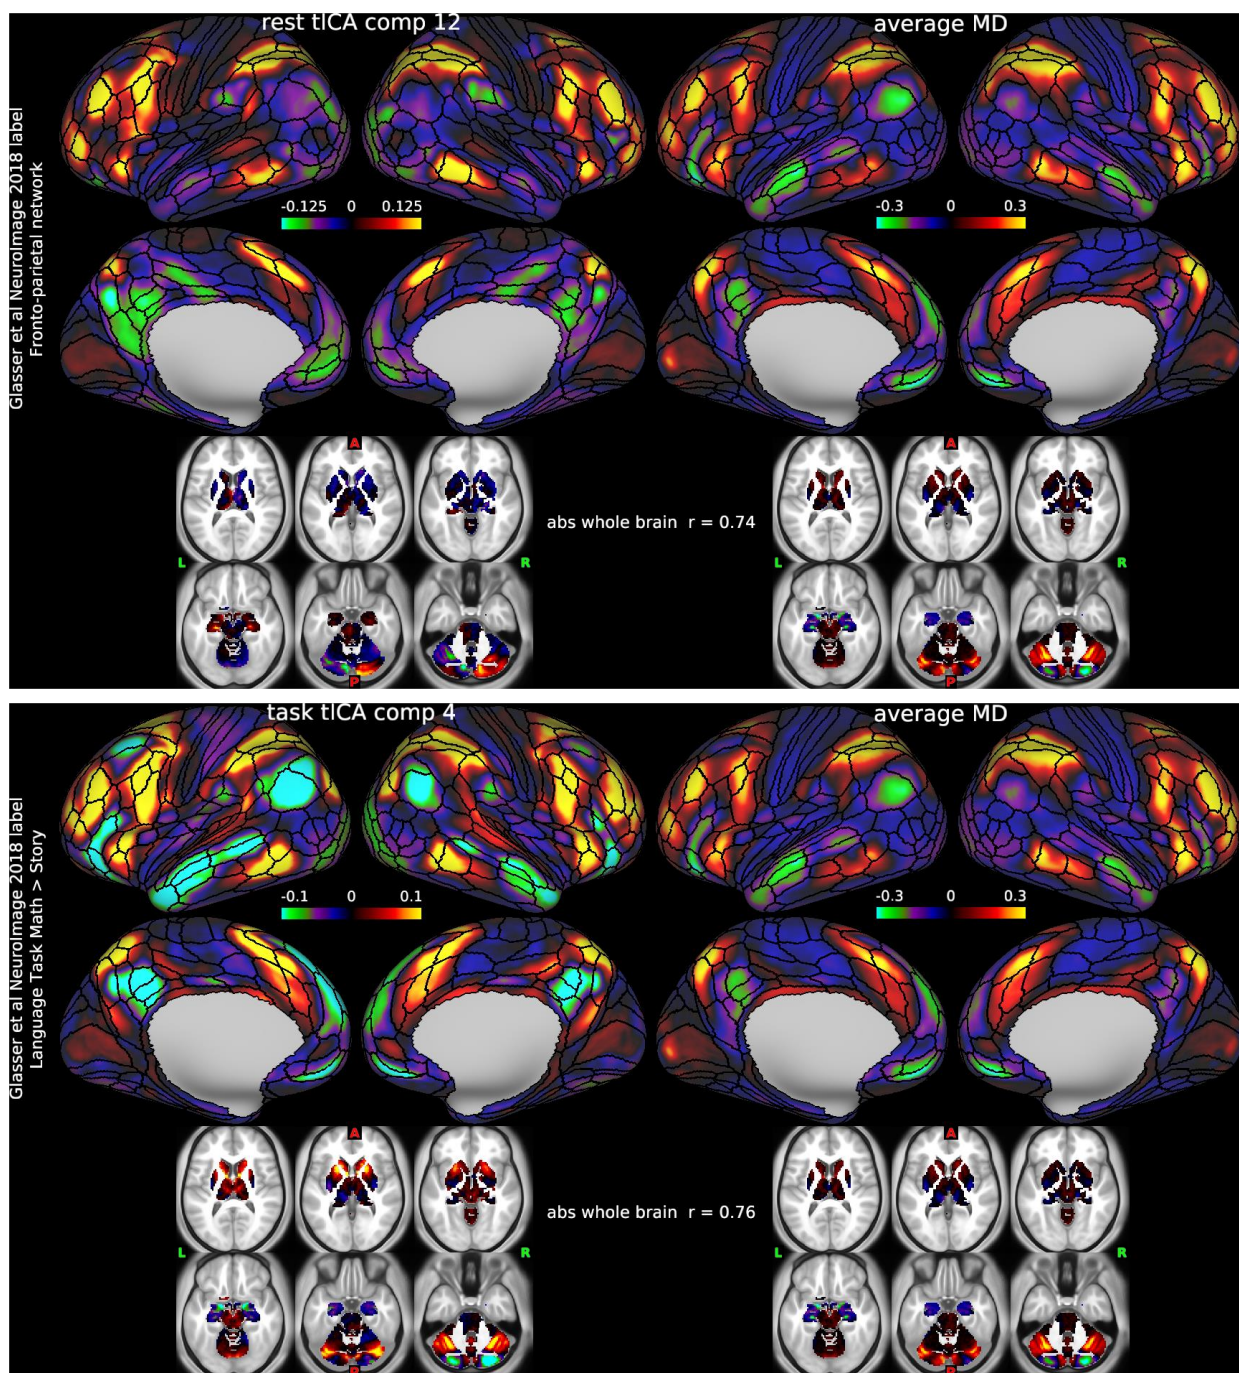 rest tICA comp 12
average MD
Glasser et al NeuroImage 2018 label
Fronto-parietal network
-0.125 0 0.125
-0.3 0 0.3
A
A
abs whole brain r = 0.74
L
R
L
R
P
P
task tICA comp 4
average MD
Glasser et al NeuroImage 2018 label
Language Task Math > Story
-0.1 0 0.1
-0.3 0 0.3
A
A
abs whole brain r = 0.76
L
R
L
R
P
P